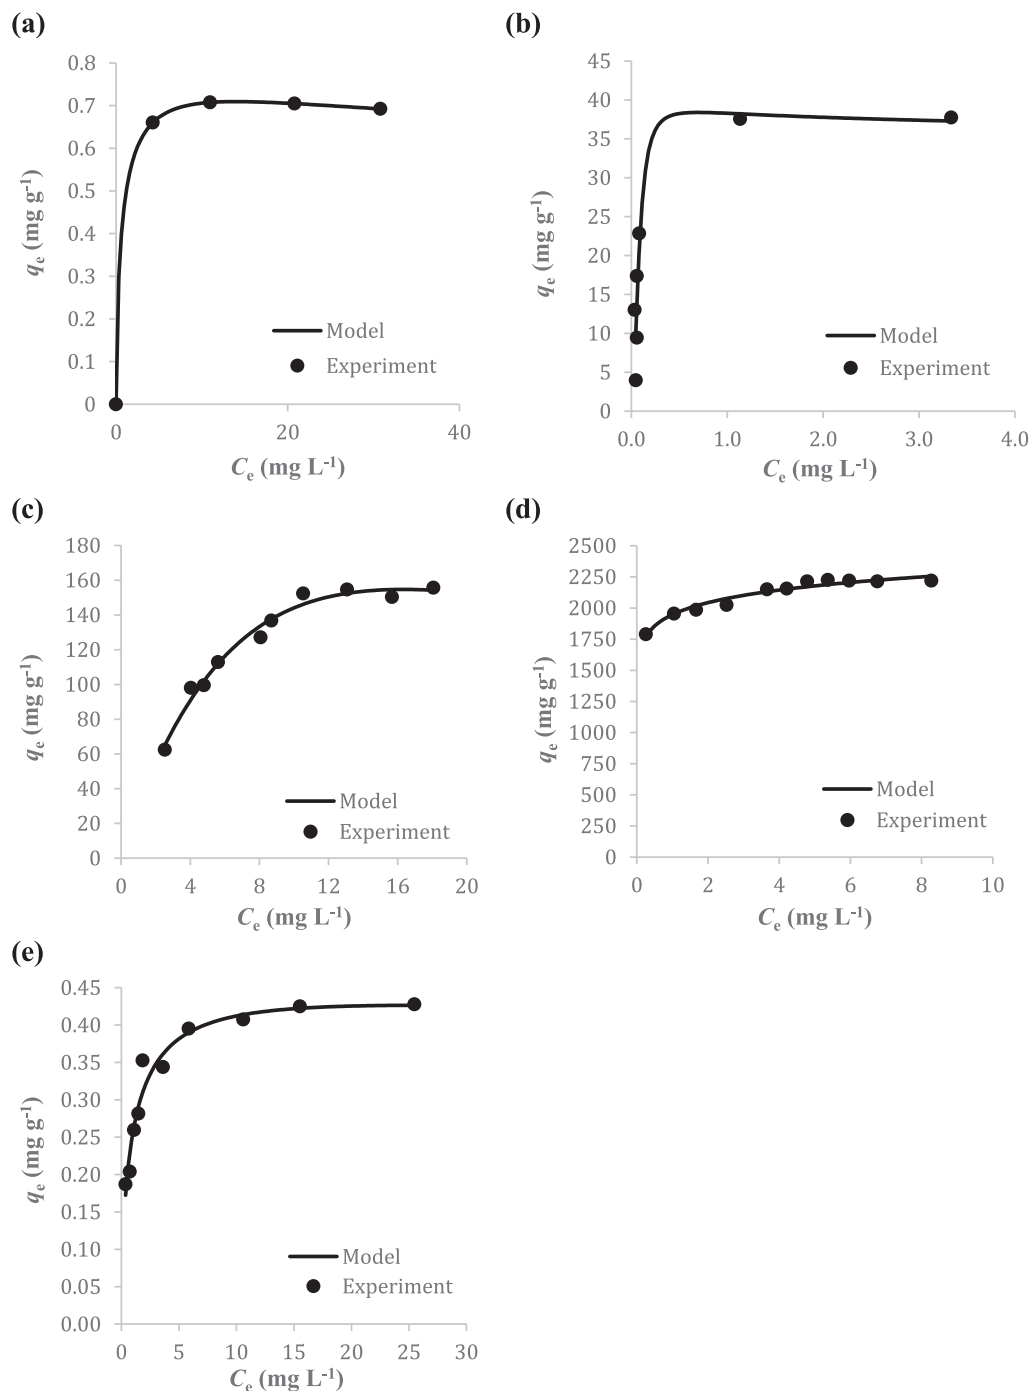 (a)
0.8
0.7
0.6
0.5
0.4
0.3
0.2
0.1
0
qe (mg g-1)
Model
Experiment
0 20 40
Ce (mg L-1)
(b)
45
40
35
30
25
20
15
10
5
0
qe (mg g-1)
Model
Experiment
0.0 1.0 2.0 3.0 4.0
Ce (mg L-1)
(c)
180
160
140
120
100
80
60
40
20
0
qe (mg g-1)
Model
Experiment
0 4 8 12 16 20
Ce (mg L-1)
(d)
2500
2250
2000
1750
1500
1250
1000
750
500
250
0
qe (mg g-1)
Model
Experiment
0 2 4 6 8 10
Ce (mg L-1)
(e)
0.45
0.40
0.35
0.30
0.25
0.20
0.15
0.10
0.05
0.00
qe (mg g-1)
Model
Experiment
0 5 10 15 20 25 30
Ce (mg L-1)